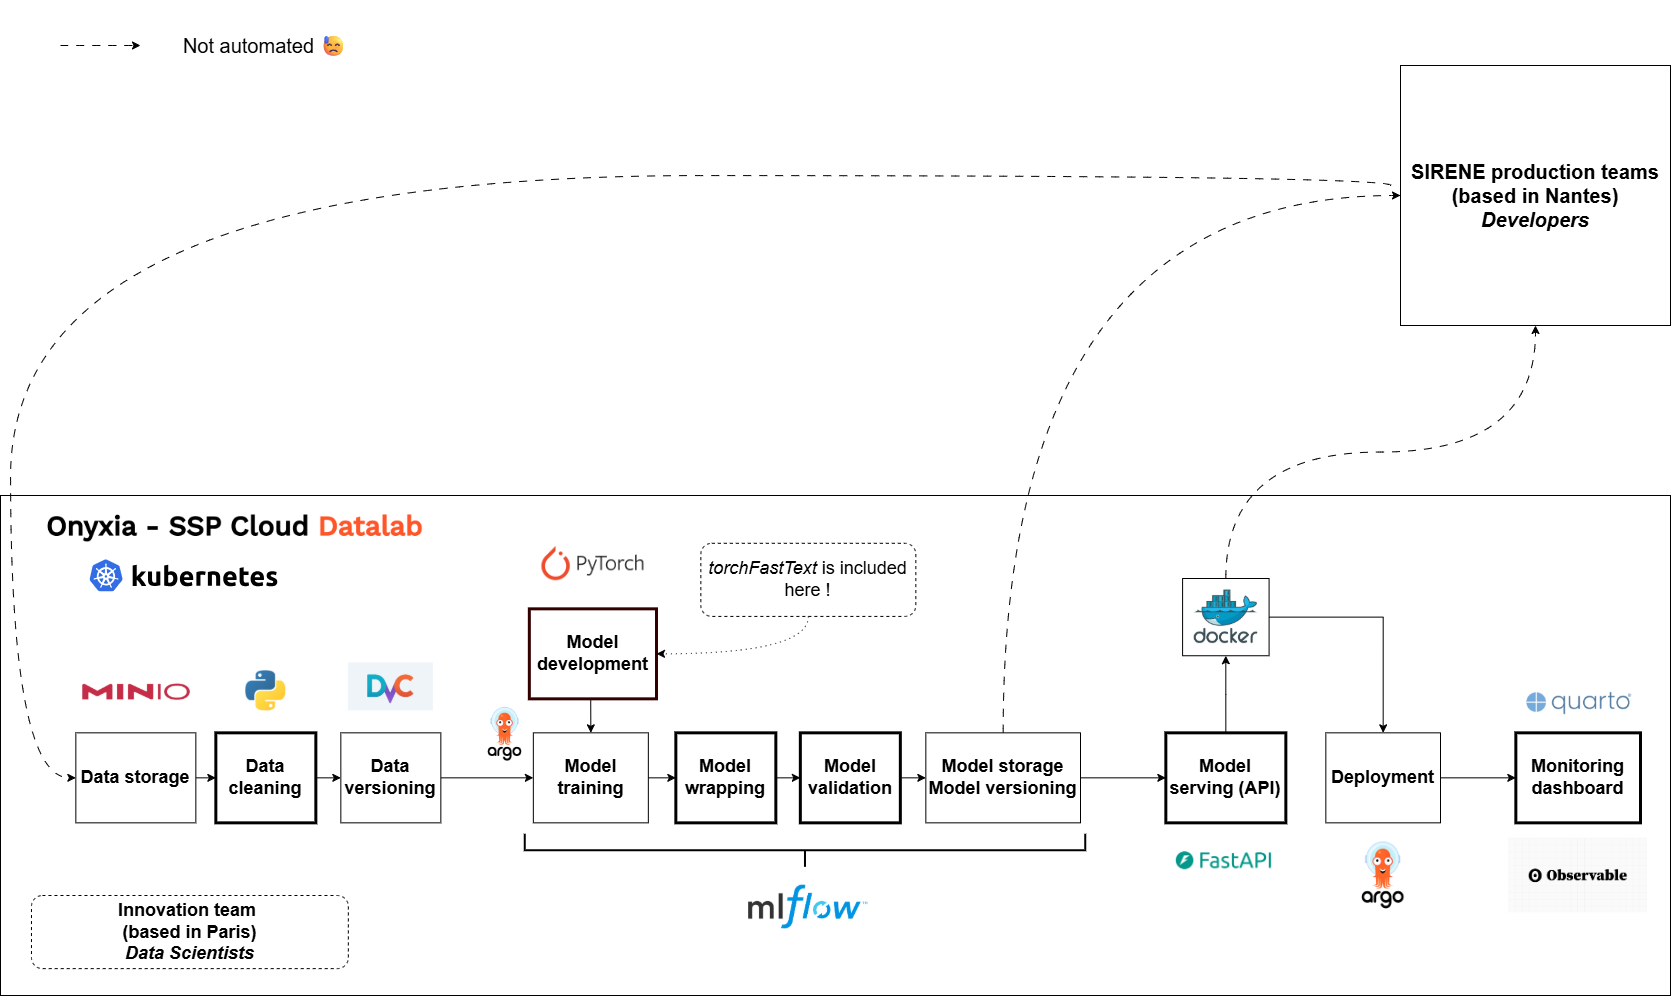 Not automated
SIRENE production teams
(based in Nantes)
Developers
Onyxia - SSP Cloud Datalab
kubernetes
PyTorch
torchFastText is included
here !
Model
development
docker
MINIO
DVC
argo
quarto
Data storage
Data
cleaning
Data
versioning
Model
training
Model
wrapping
Model
validation
Model storage
Model versioning
Model
serving (API)
Deployment
Monitoring
dashboard
FastAPI
argo
Observable
mlflow
Innovation team
(based in Paris)
Data Scientists